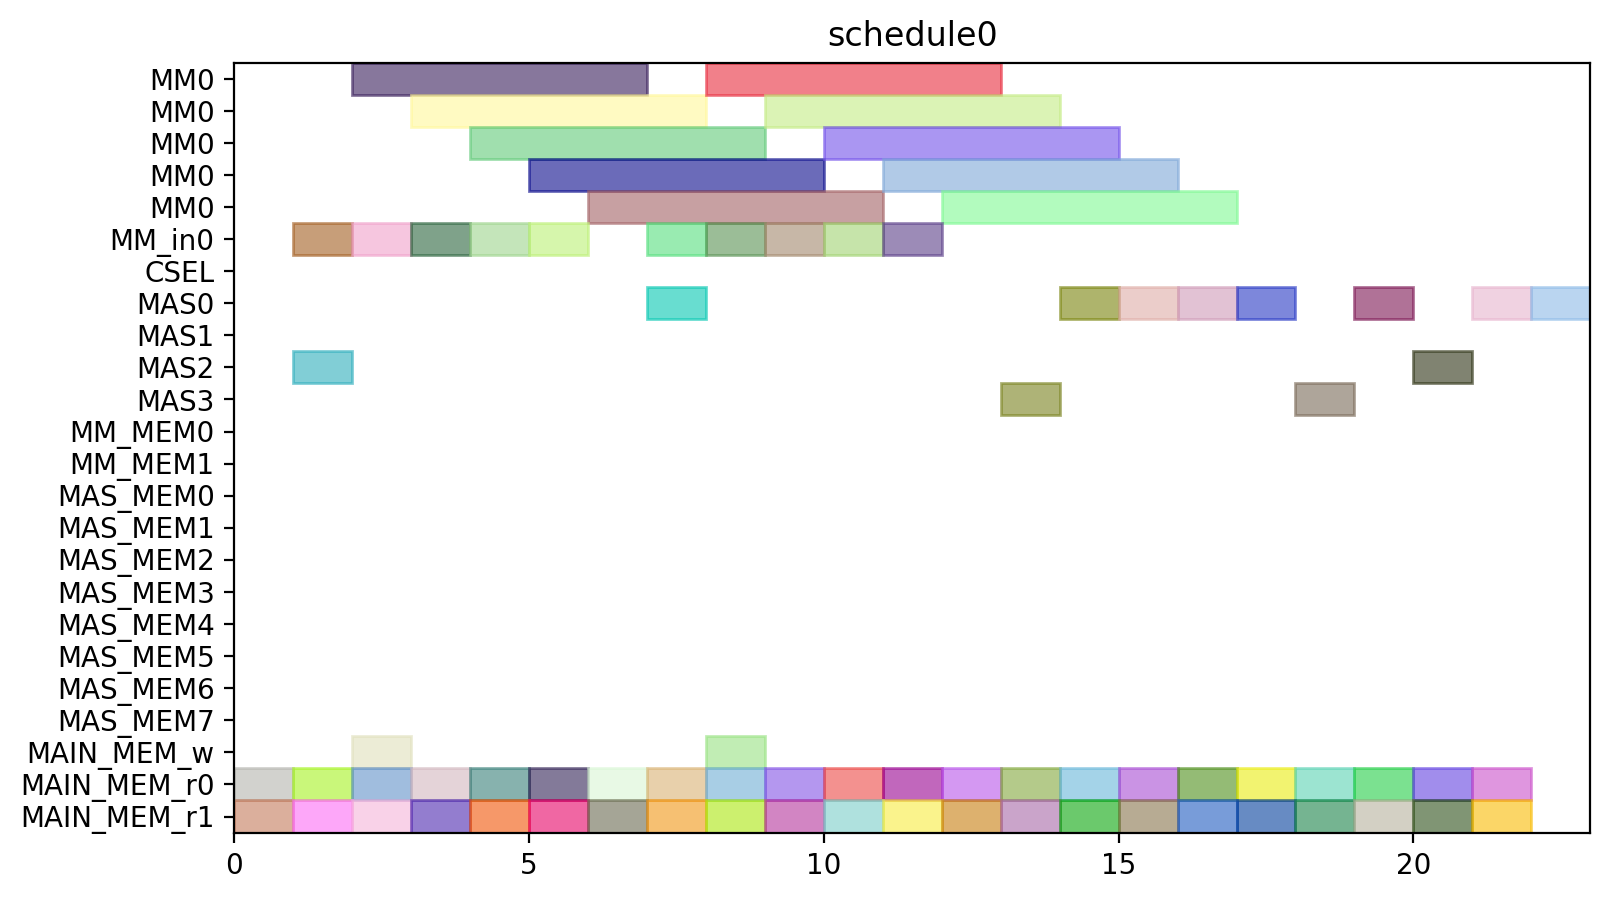 schedule0
MM0
MM0
MM0
MM0
MM0
MM_in0
CSEL
MAS0
MAS1
MAS2
MAS3
MM_MEM0
MM_MEM1
MAS_MEM0
MAS_MEM1
MAS_MEM2
MAS_MEM3
MAS_MEM4
MAS_MEM5
MAS_MEM6
MAS_MEM7
MAIN_MEM_w
MAIN_MEM_r0
MAIN_MEM_r1
0 5 10 15 20